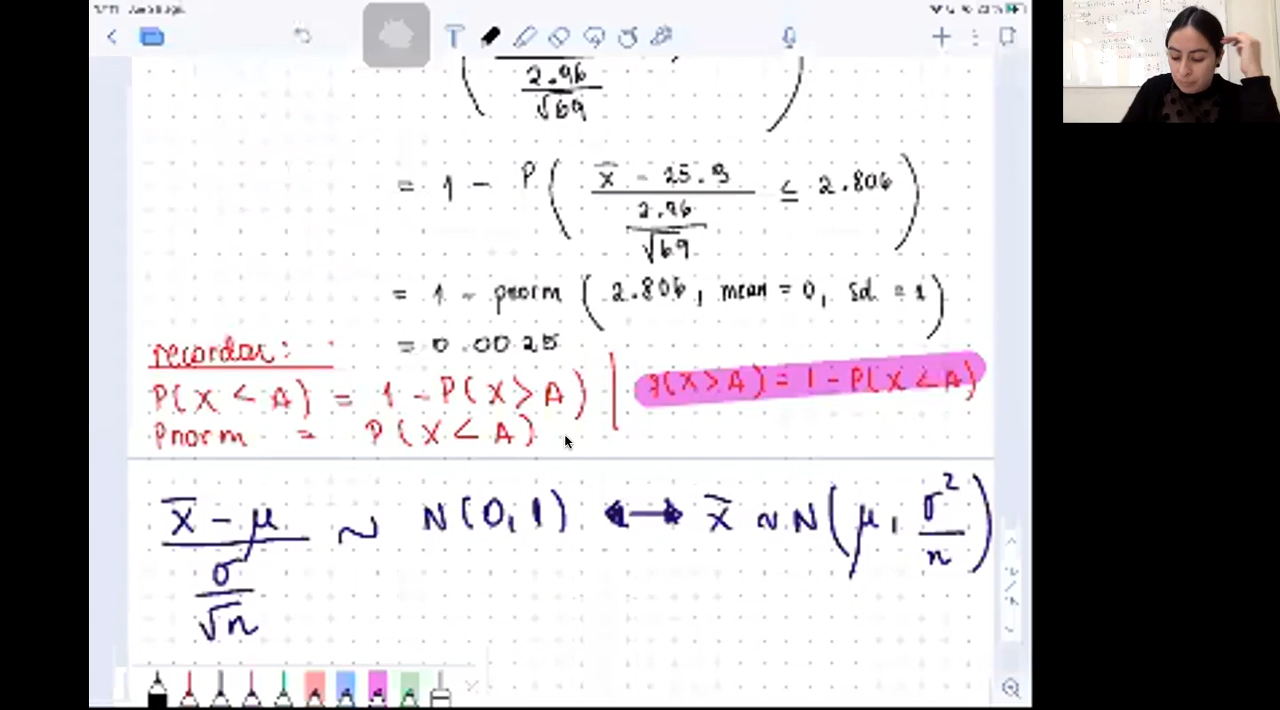 2.96
√69
= 1 - P( x̄ - 25.9 / (2.96 / √69) ≤ 2.806 )
= 1 - pnorm ( 2.806, mean = 0, sd = 1 )
= 0.0025
recordar:
P(X < A) = 1 - P(X > A) | P(X > A) = 1 - P(X < A)
Pnorm = P(X < A)
x̄ - μ / (σ / √n) ~ N(0, 1) ↔ x̄ ~ N(μ, σ²/n)